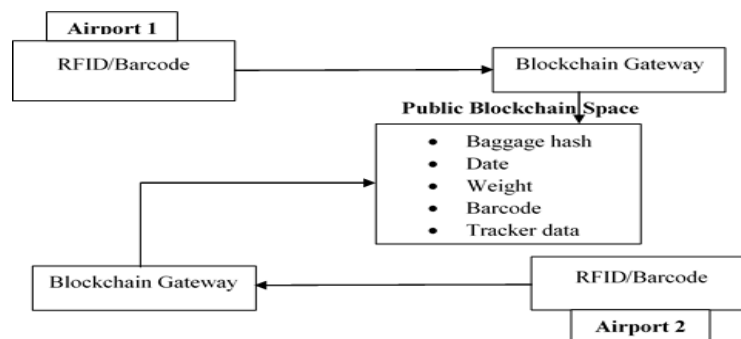 Airport 1
RFID/Barcode
Blockchain Gateway
Public Blockchain Space
• Baggage hash
• Date
• Weight
• Barcode
• Tracker data
Blockchain Gateway
RFID/Barcode
Airport 2